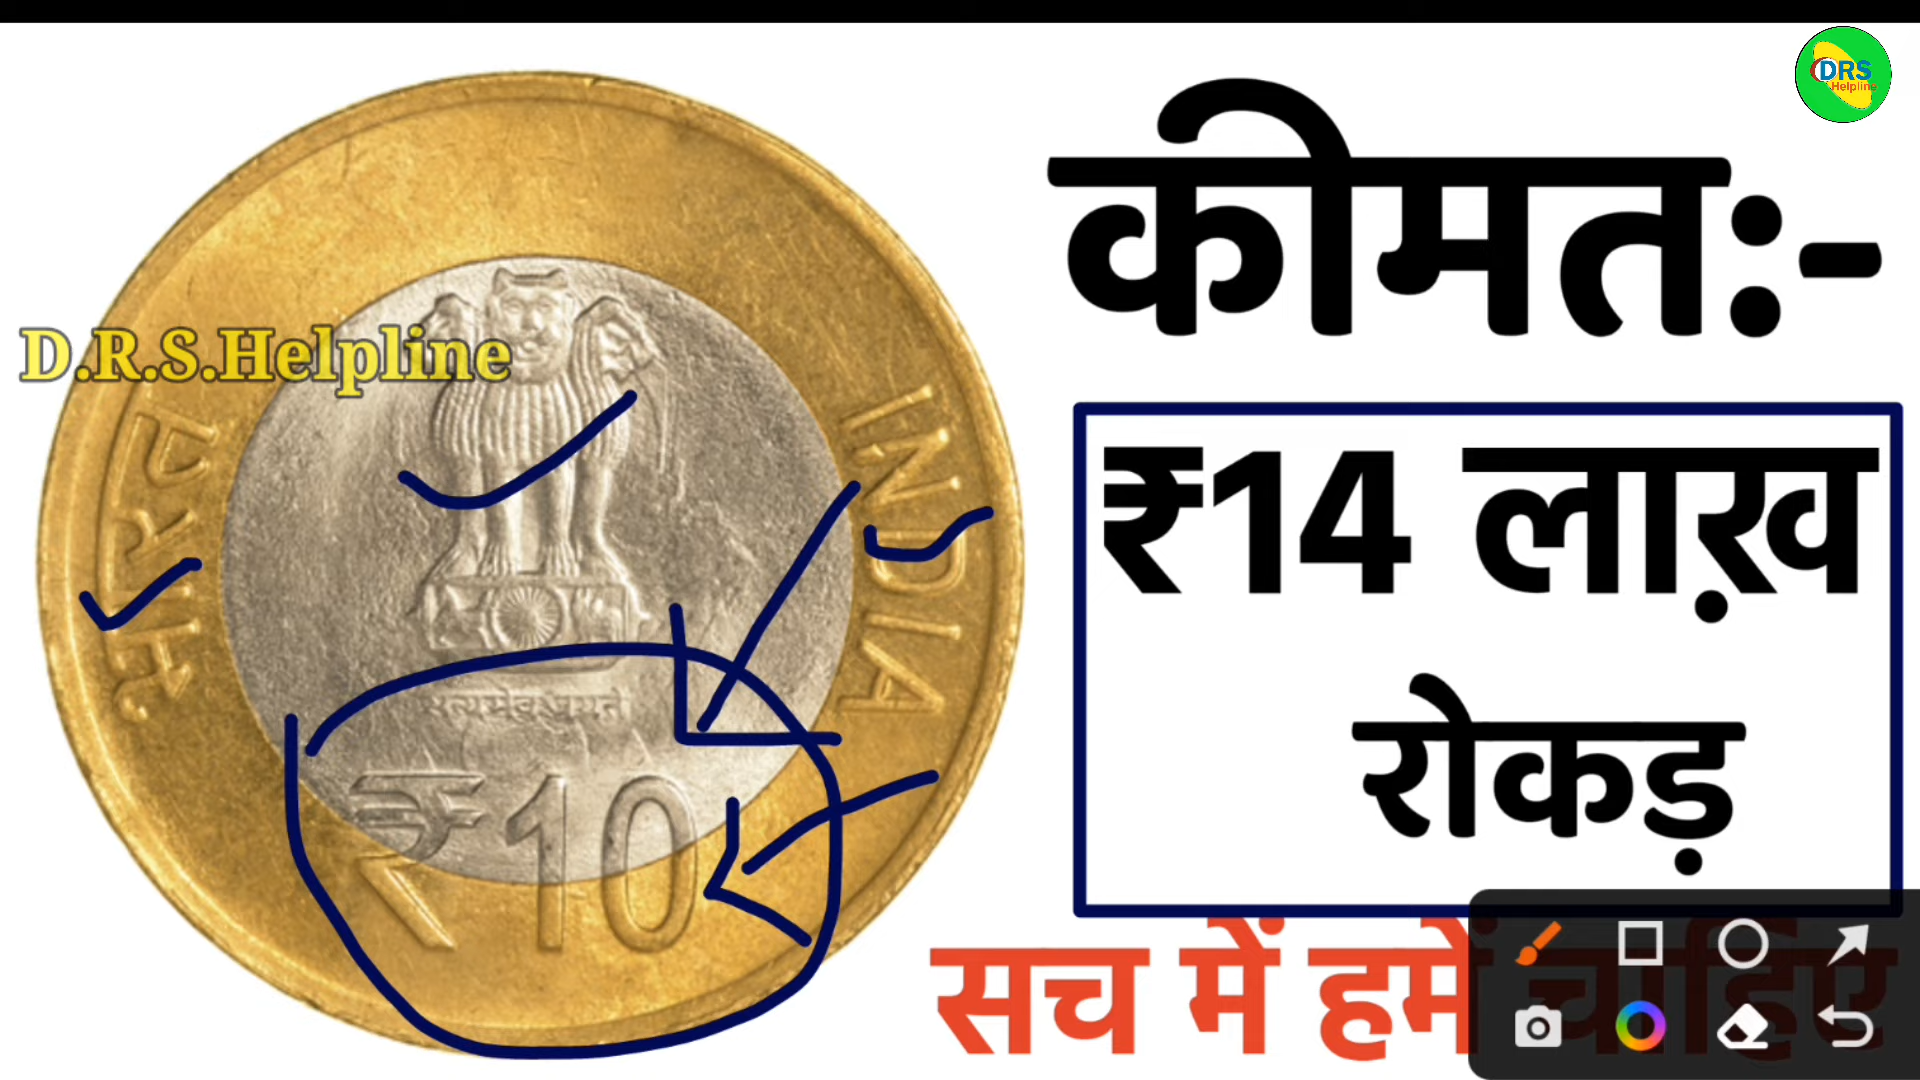 DRS
Helpline
कीमत:-
D.R.S.Helpline
₹14 लाख़
रोकड़
भारत
INDIA
सत्यमेव जयते
₹10
सच में हमें चाहिए